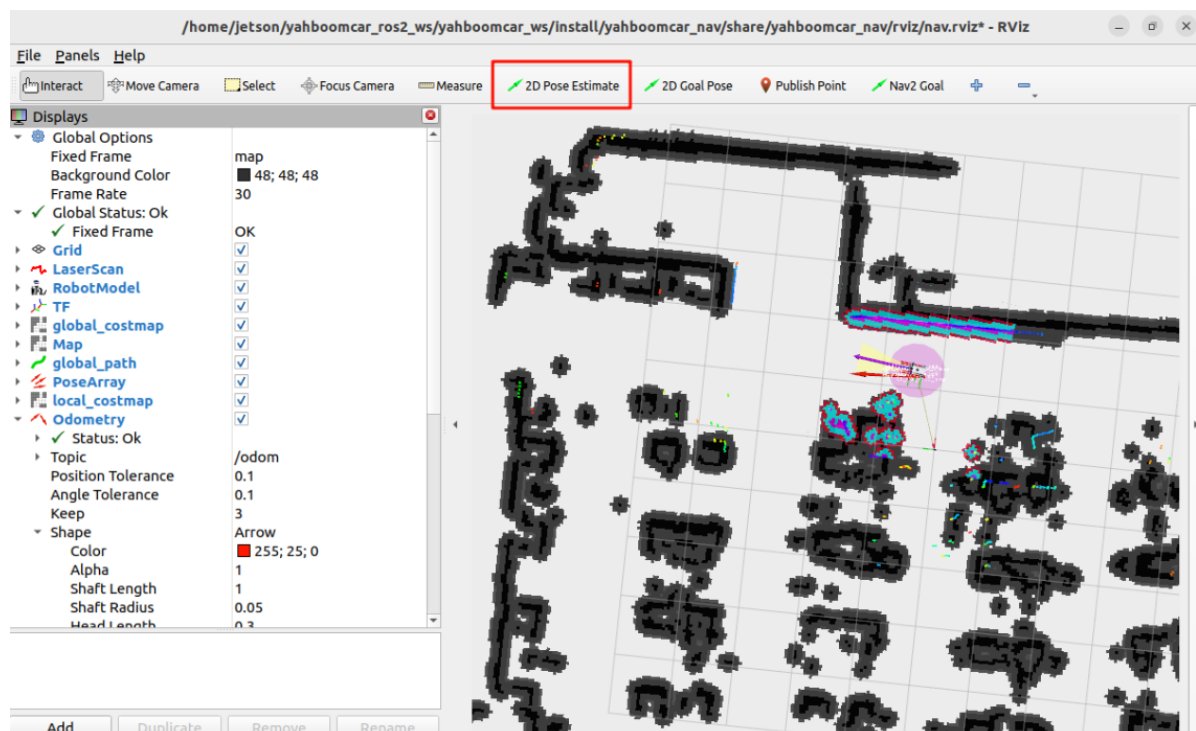 /home/jetson/yahboomcar_ros2_ws/yahboomcar_ws/install/yahboomcar_nav/share/yahboomcar_nav/rviz/nav.rviz* - RViz
File Panels Help
Interact Move Camera Select Focus Camera Measure 2D Pose Estimate 2D Goal Pose Publish Point Nav2 Goal
Displays
Global Options
Fixed Frame map
Background Color 48; 48; 48
Frame Rate 30
Global Status: Ok
Fixed Frame OK
Grid
LaserScan
RobotModel
TF
global_costmap
Map
global_path
PoseArray
local_costmap
Odometry
Status: Ok
Topic /odom
Position Tolerance 0.1
Angle Tolerance 0.1
Keep 3
Shape Arrow
Color 255; 25; 0
Alpha 1
Shaft Length 1
Shaft Radius 0.05
Head Length 0.3
Add Duplicate Remove Rename